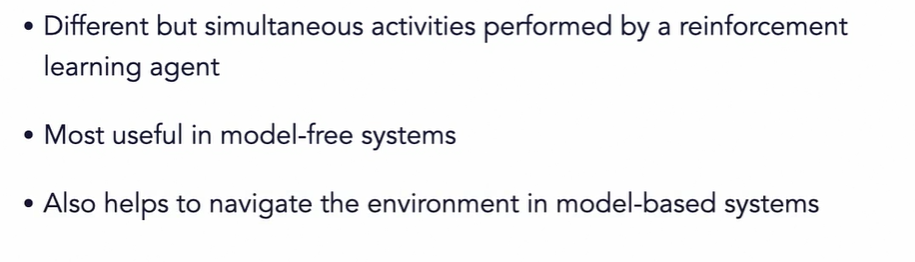 • Different but simultaneous activities performed by a reinforcement
learning agent
• Most useful in model-free systems
• Also helps to navigate the environment in model-based systems